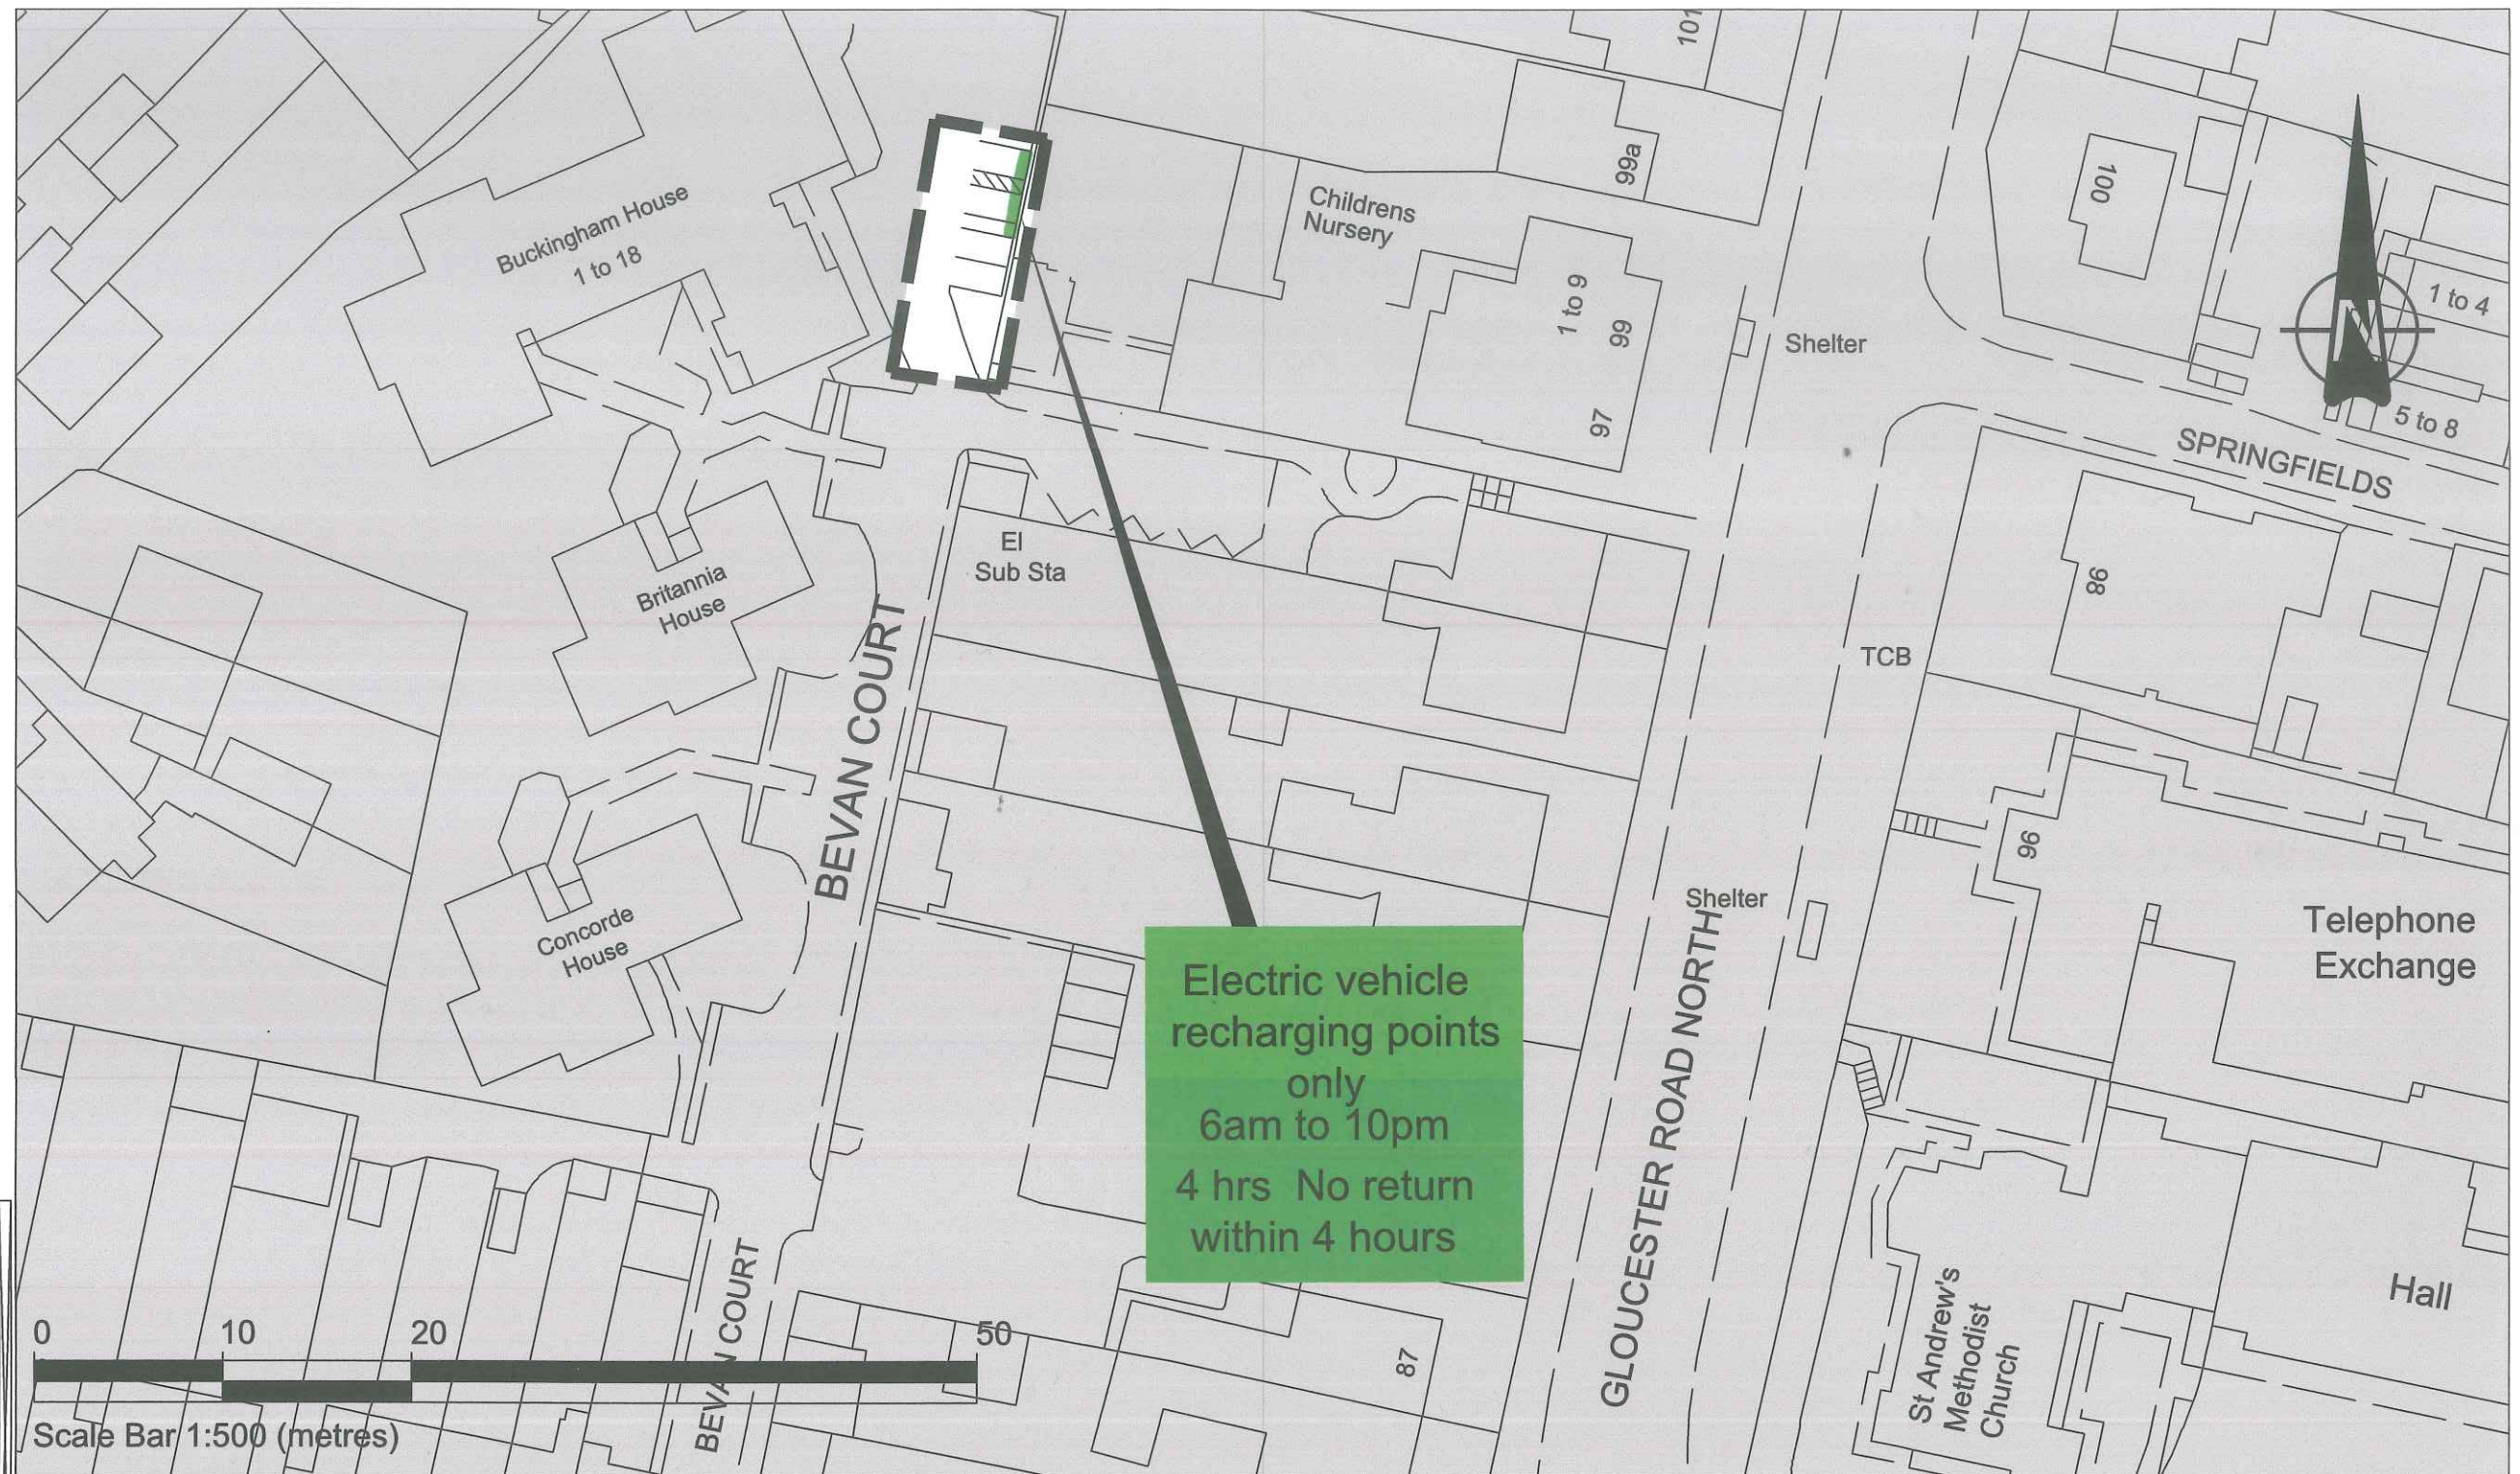 101
99a
100
Buckingham House
1 to 18
Childrens
Nursery
1 to 9
99
97
Shelter
N
1 to 4
5 to 8
SPRINGFIELDS
El
Sub Sta
Britannia
House
98
TCB
BEVAN COURT
96
Shelter
Telephone
Exchange
Concorde
House
Electric vehicle
recharging points
only
6am to 10pm
4 hrs No return
within 4 hours
GLOUCESTER ROAD NORTH
BEVAN COURT
87
St Andrew's
Methodist
Church
Hall
0 10 20 50
Scale Bar 1:500 (metres)